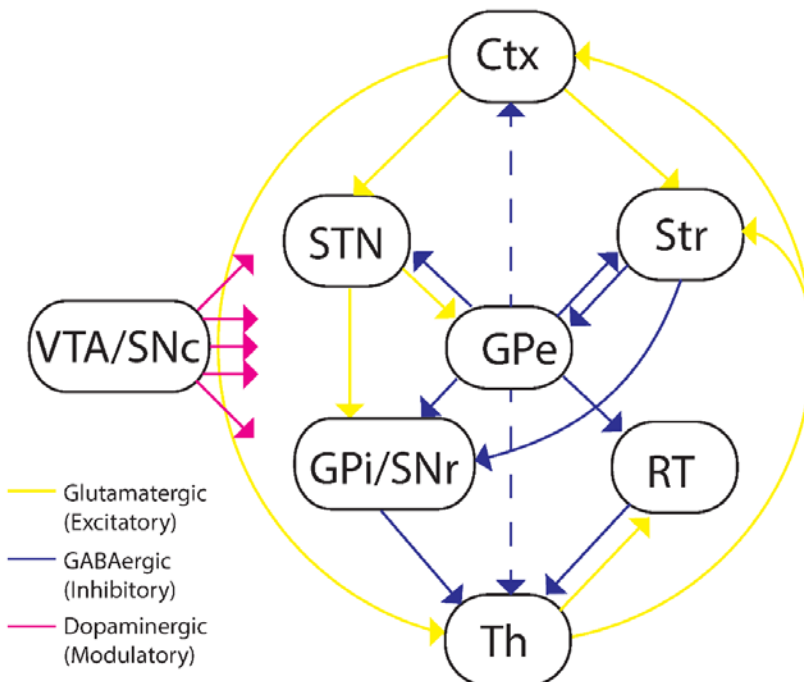 Ctx
STN
Str
VTA/SNc
GPe
GPi/SNr
RT
Th
Glutamatergic
(Excitatory)
GABAergic
(Inhibitory)
Dopaminergic
(Modulatory)